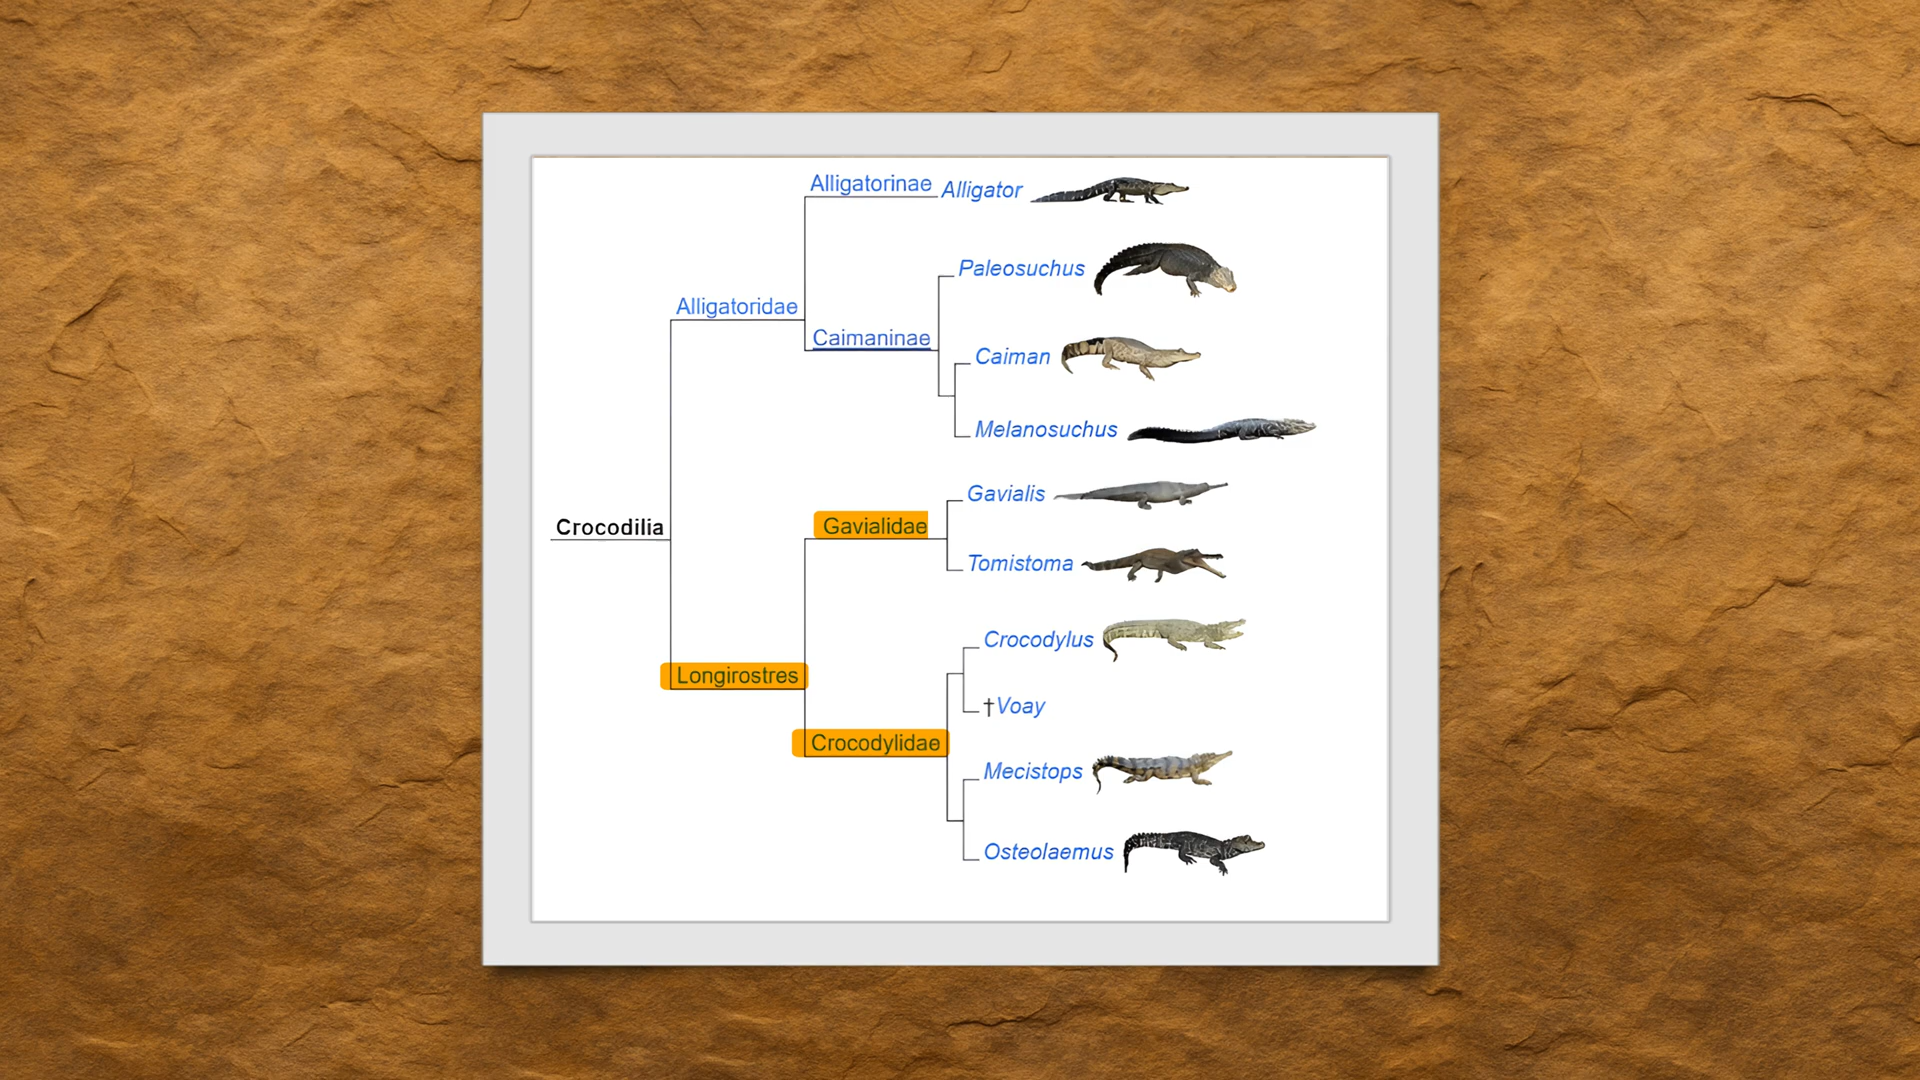 Alligatorinae Alligator
Paleosuchus
Alligatoridae
Caimaninae
Caiman
Melanosuchus
Gavialis
Crocodilia
Gavialidae
Tomistoma
Crocodylus
Longirostres
†Voay
Crocodylidae
Mecistops
Osteolaemus